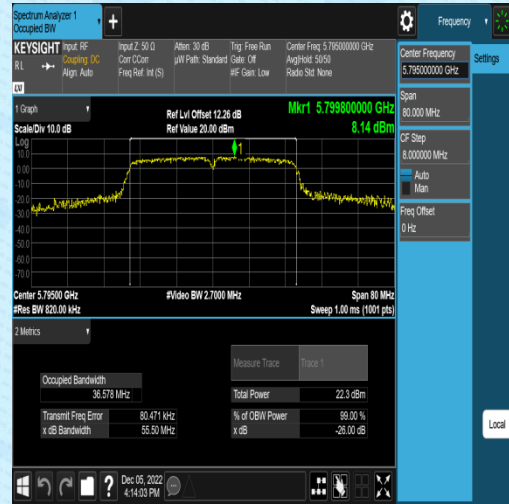 Spectrum Analyzer 1
Occupied BW
Frequency
KEYSIGHT
R L
LXI
Input: RF
Coupling: DC
Align: Auto
Input Z: 50 Ω
Corr CCorr
Freq Ref: Int (S)
Atten: 30 dB
µW Path: Standard
Trig: Free Run
Gate: Off
#IF Gain: Low
Center Freq: 5.795000000 GHz
Avg|Hold: 50/50
Radio Std: None
Center Frequency
5.795000000 GHz
Settings
Span
80.000 MHz
CF Step
8.000000 MHz
Auto
Man
Freq Offset
0 Hz
1 Graph
Scale/Div 10.0 dB
Ref Lvl Offset 12.26 dB
Ref Value 20.00 dBm
Mkr1 5.799800000 GHz
8.14 dBm
Log
10.0
0.00
-10.0
-20.0
-30.0
-40.0
-50.0
-60.0
-70.0
1
Center 5.79500 GHz
#Res BW 820.00 kHz
#Video BW 2.7000 MHz
Span 80 MHz
Sweep 1.00 ms (1001 pts)
2 Metrics
Measure Trace
Trace 1
Occupied Bandwidth
36.578 MHz
Total Power
22.3 dBm
Transmit Freq Error
80.471 kHz
% of OBW Power
99.00 %
x dB Bandwidth
55.50 MHz
x dB
-26.00 dB
Local
Dec 05, 2022
4:14:03 PM